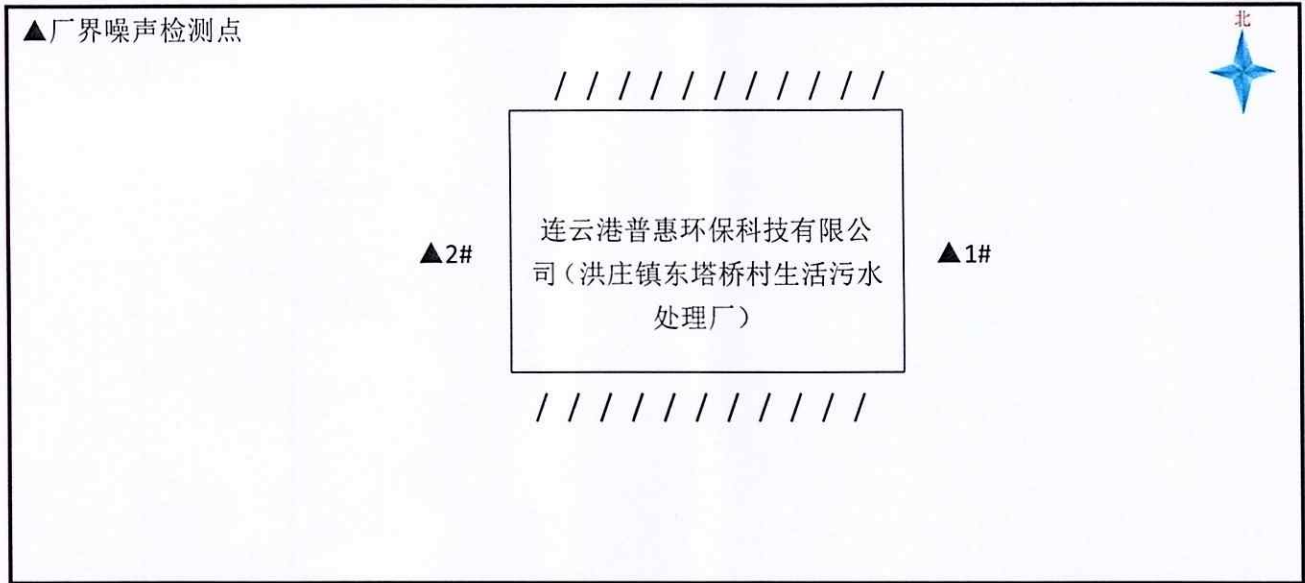 ▲厂界噪声检测点
北
/ / / / / / / / / / /
连云港普惠环保科技有限公
司（洪庄镇东塔桥村生活污水
处理厂）
▲2#
▲1#
/ / / / / / / / / / /